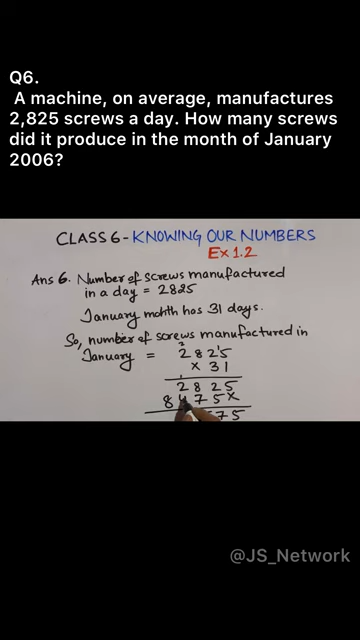 Q6.
A machine, on average, manufactures
2,825 screws a day. How many screws
did it produce in the month of January
2006?
CLASS 6 - KNOWING OUR NUMBERS
Ex 1.2
Ans 6. Number of screws manufactured
in a day = 2825
January month has 31 days.
So, number of screws manufactured in
January = 2825
× 31
2825
8475×
575
@JS_Network